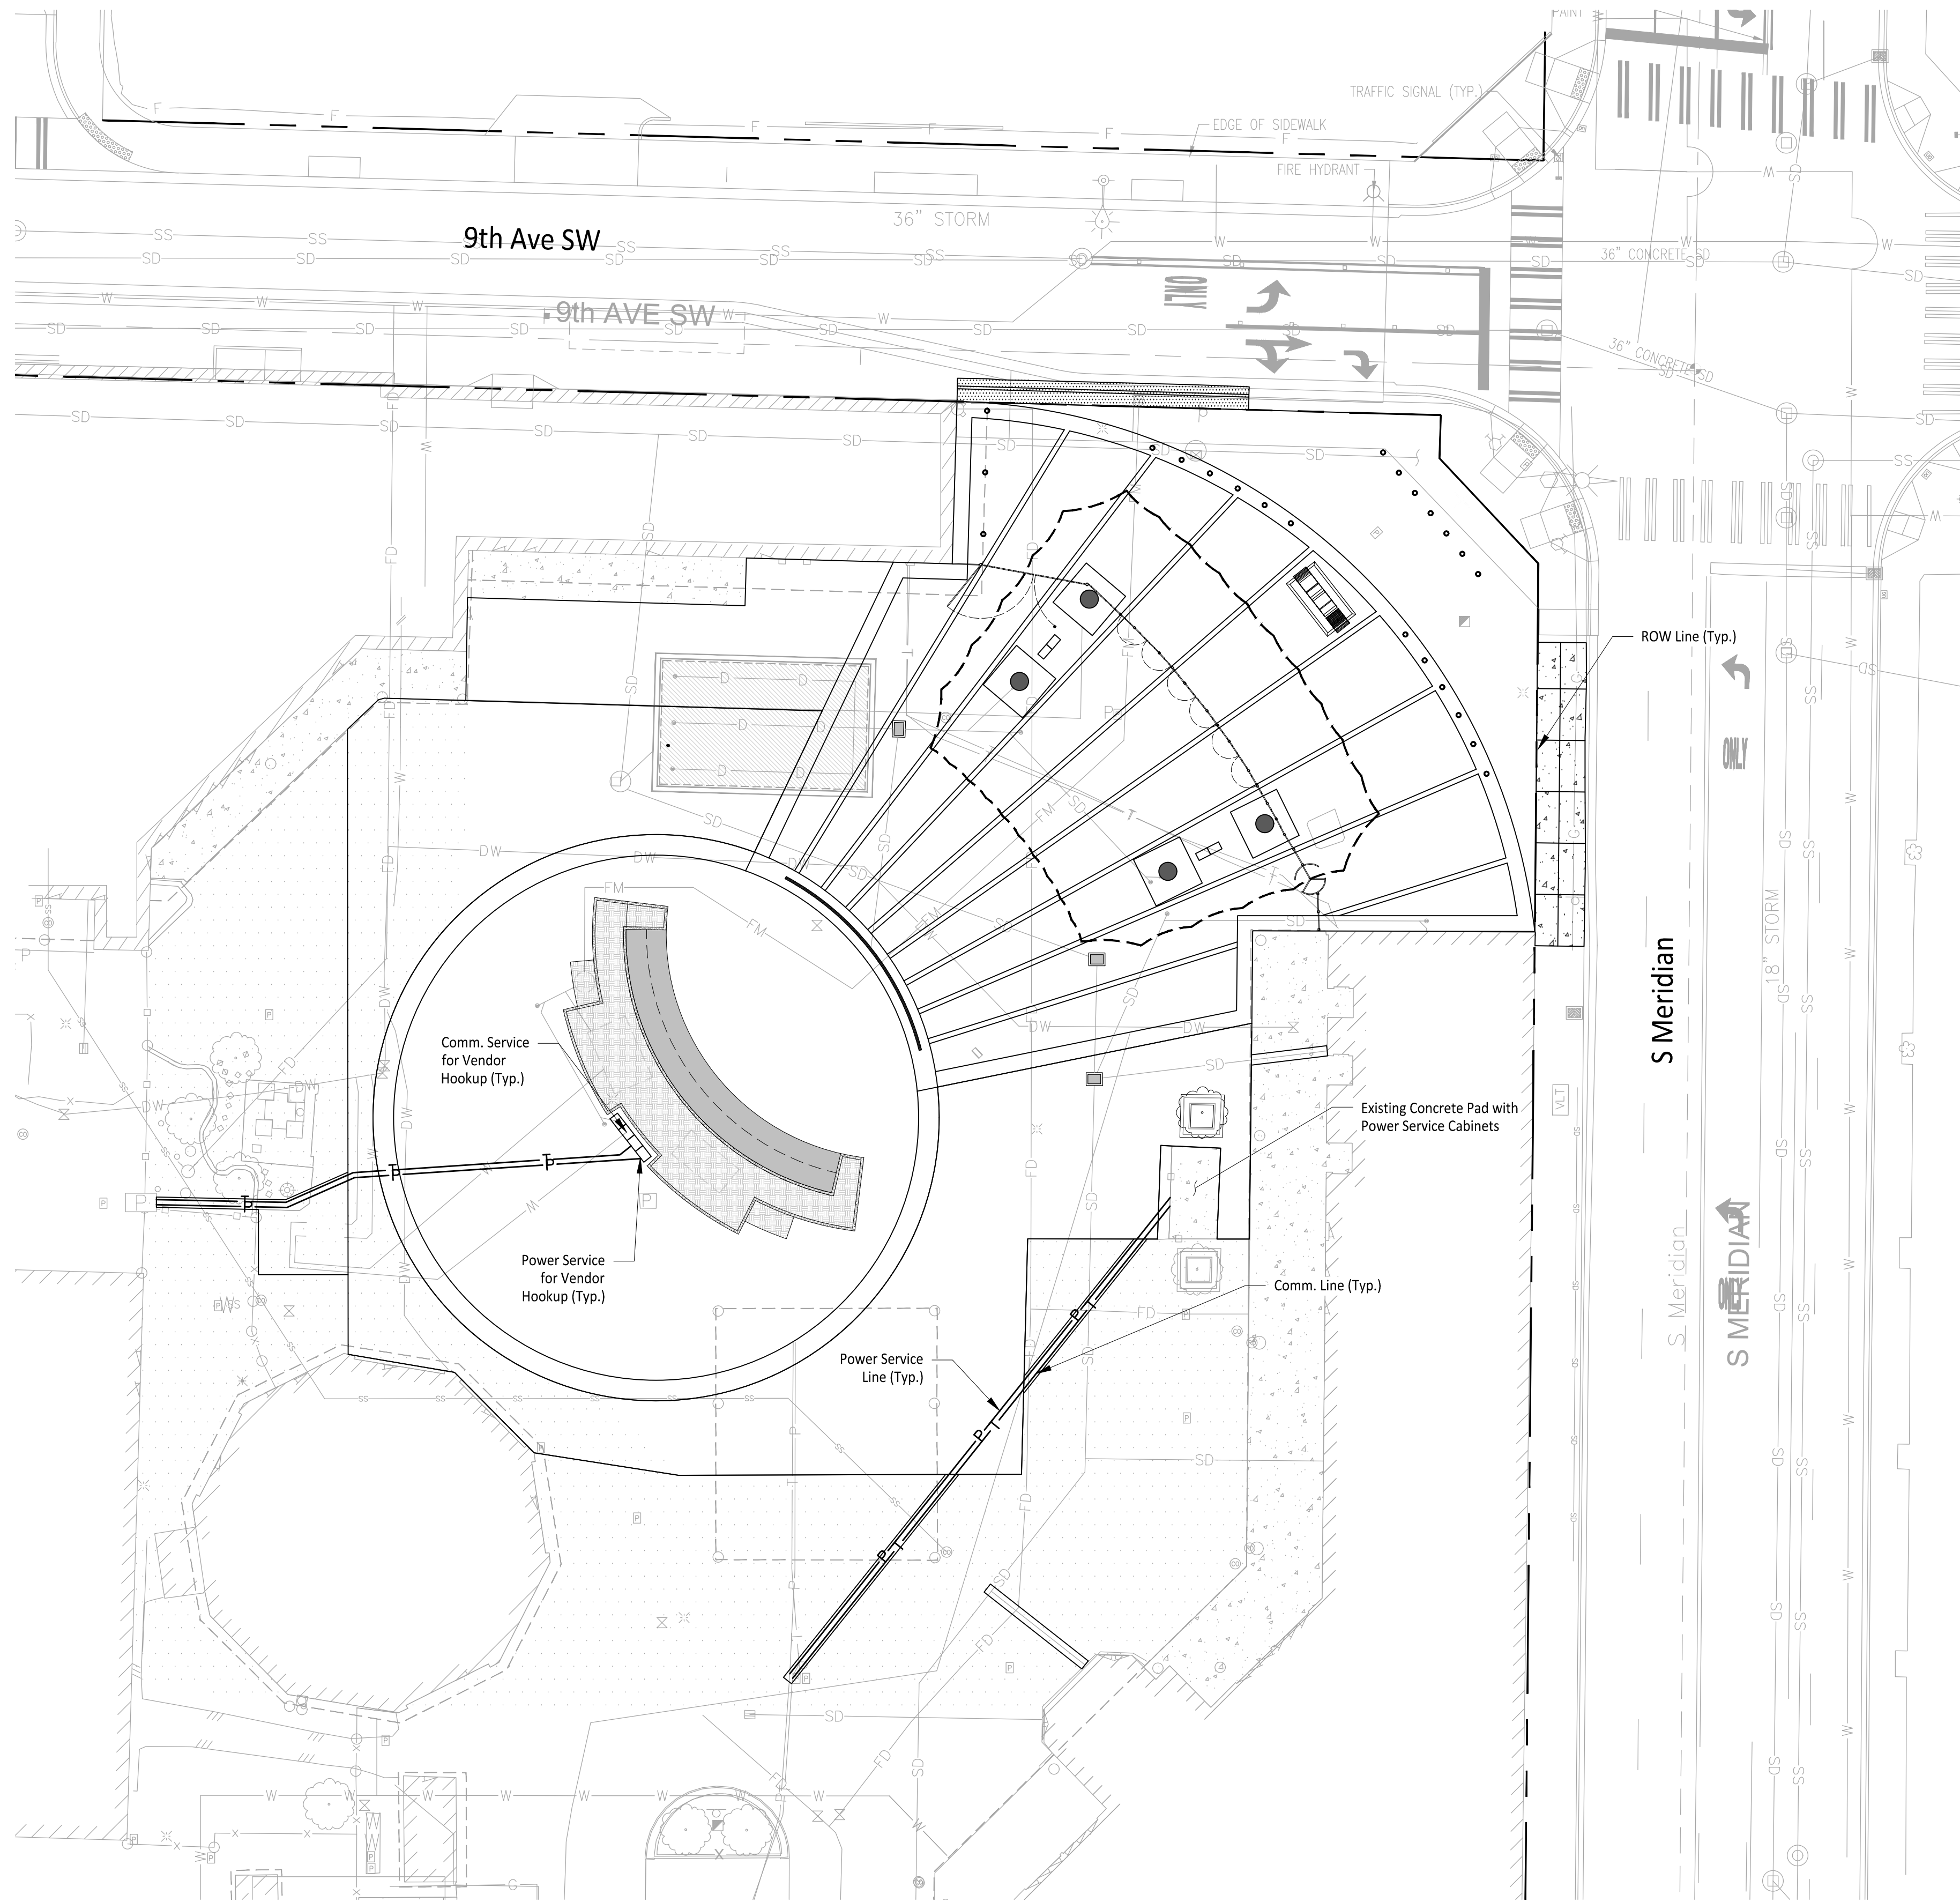 PAINT
TRAFFIC SIGNAL (TYP.)
EDGE OF SIDEWALK
FIRE HYDRANT
36" STORM
9th Ave SW
36" CONCRETE SD
ONLY
9th AVE SW
36" CONCRETE SD
ROW Line (Typ.)
ONLY
18" STORM
S Meridian
Comm. Service
for Vendor
Hookup (Typ.)
VLT
Existing Concrete Pad with
Power Service Cabinets
Power Service
for Vendor
Hookup (Typ.)
Comm. Line (Typ.)
S Meridian
S MERIDIAN
ONLY
Power Service
Line (Typ.)